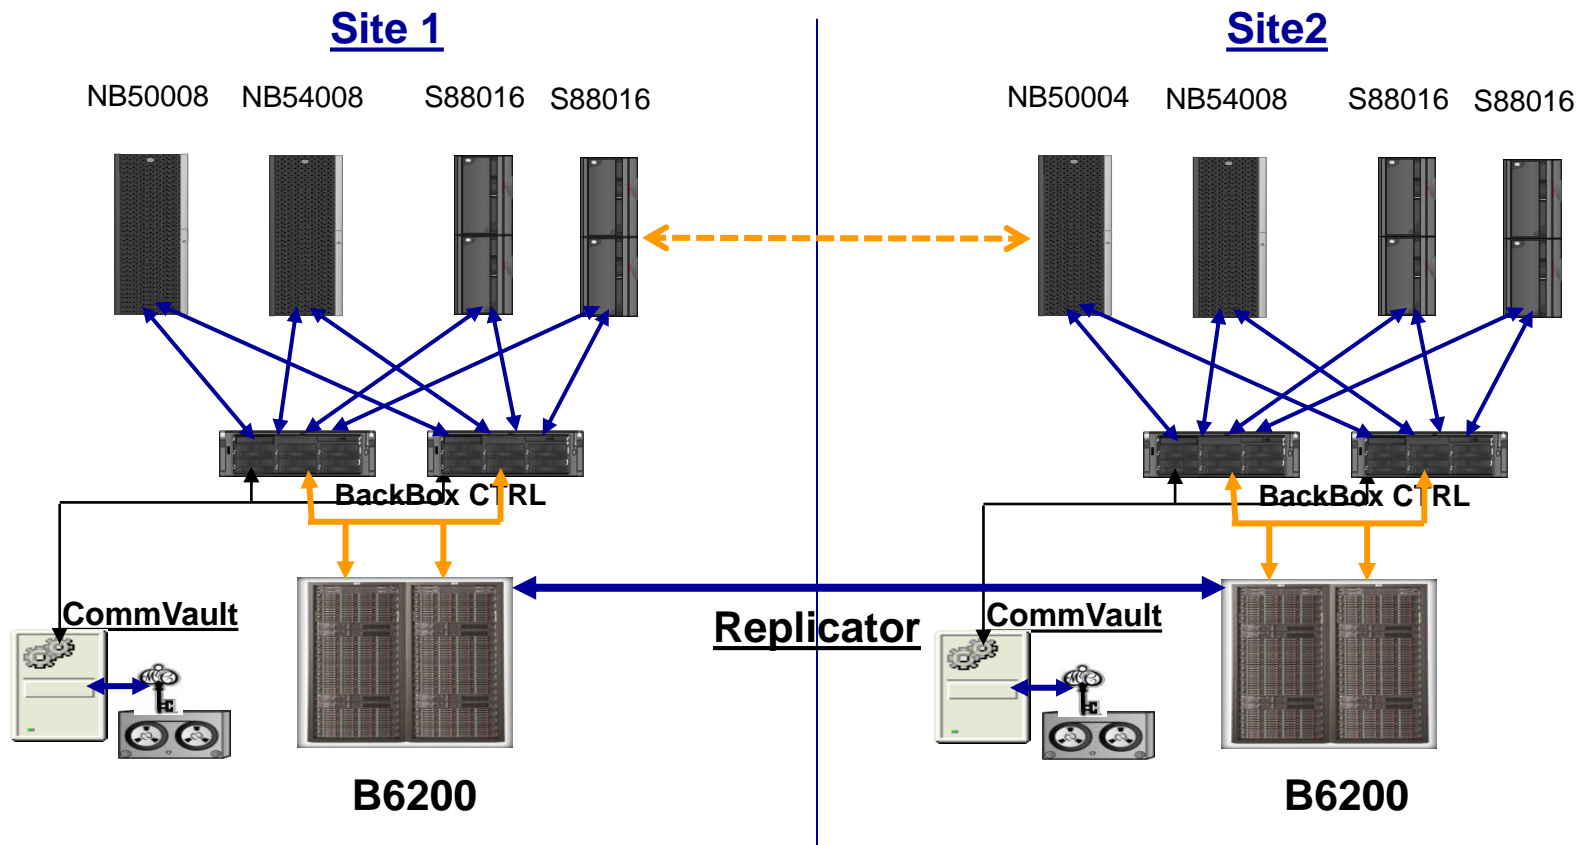 Site 1
Site2
NB50008 NB54008 S88016 S88016
NB50004 NB54008 S88016 S88016
BackBox CTRL
BackBox CTRL
CommVault
Replicator
CommVault
B6200
B6200